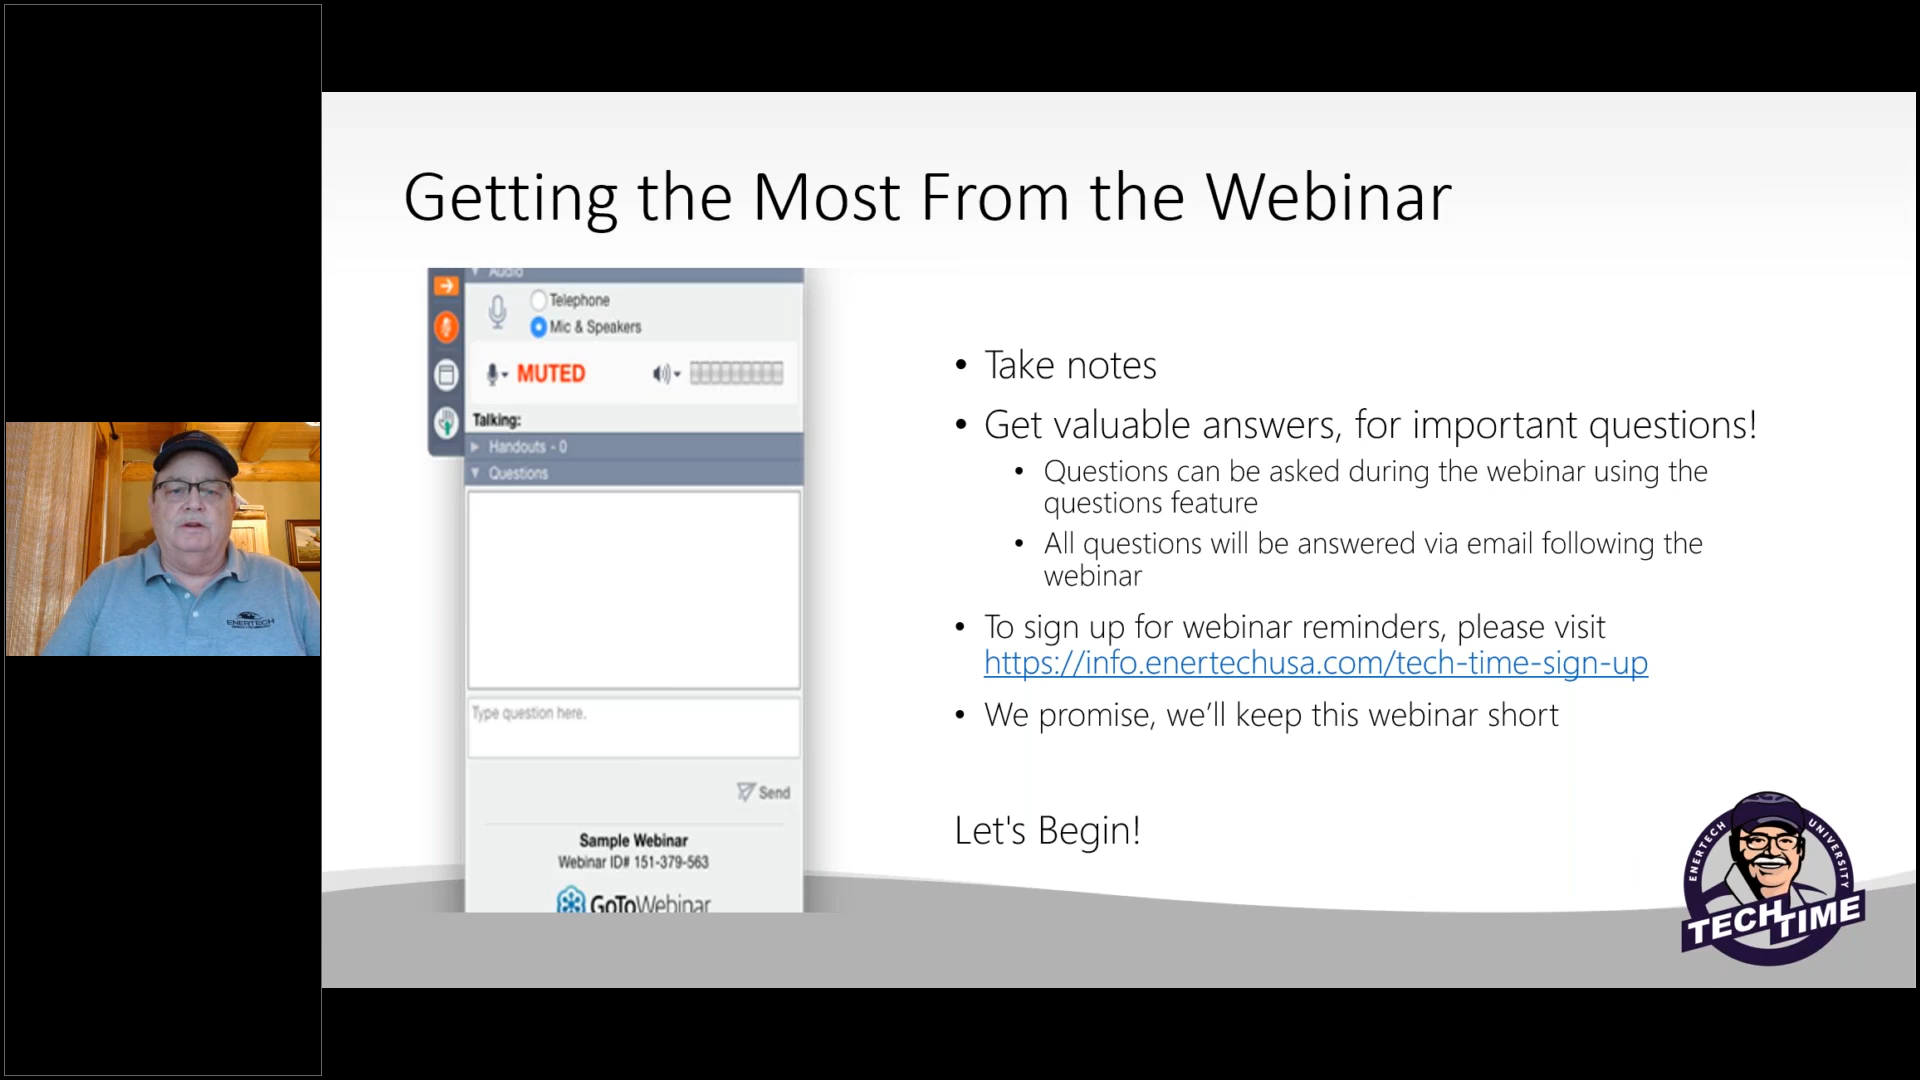 Getting the Most From the Webinar
Audio
Telephone
Mic & Speakers
MUTED
Talking:
Handouts - 0
Questions
Type question here.
Send
Sample Webinar
Webinar ID# 151-379-563
GoToWebinar
• Take notes
• Get valuable answers, for important questions!
• Questions can be asked during the webinar using the
questions feature
• All questions will be answered via email following the
webinar
• To sign up for webinar reminders, please visit
https://info.enertechusa.com/tech-time-sign-up
• We promise, we’ll keep this webinar short
Let's Begin!
ENERTECH UNIVERSITY
TECH TIME
ENERTECH